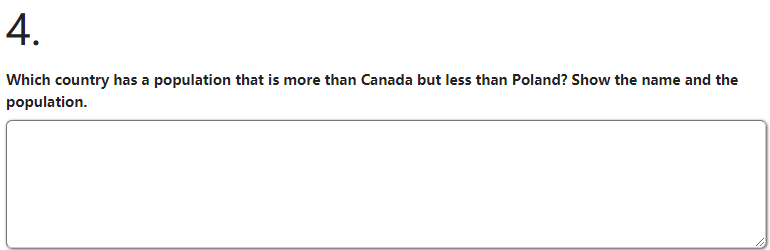 4.
Which country has a population that is more than Canada but less than Poland? Show the name and the
population.